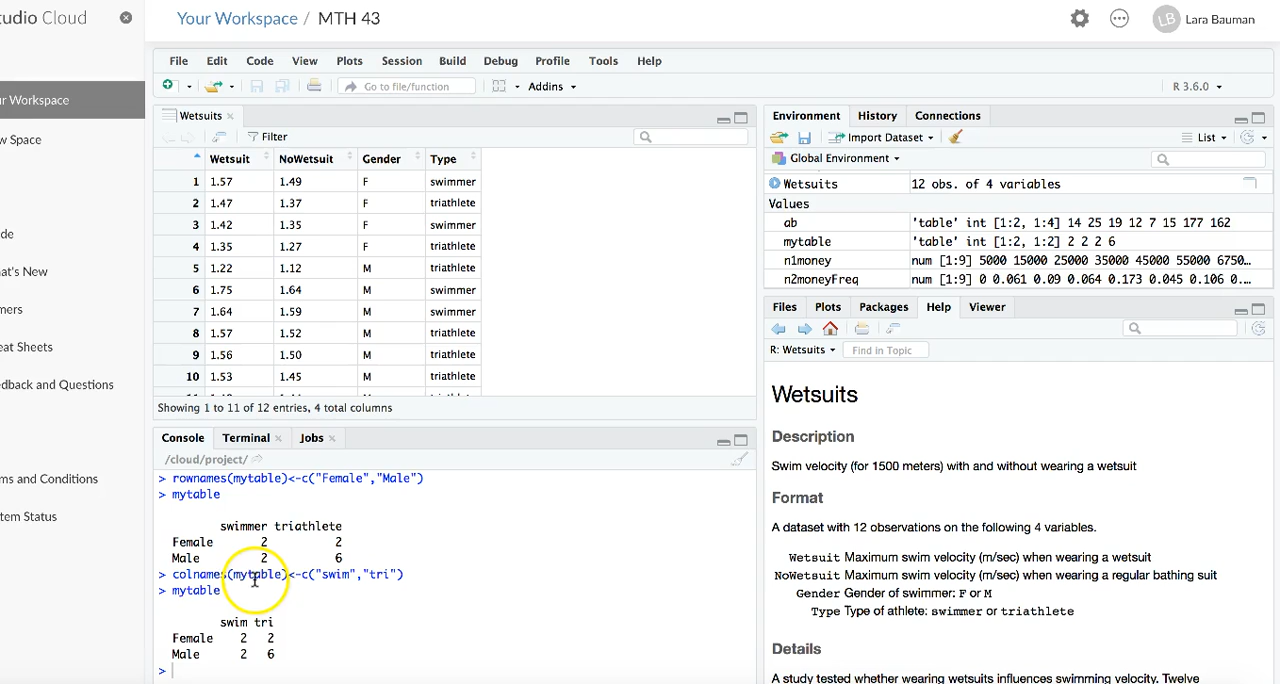 tudio Cloud
Your Workspace / MTH 43
LB Lara Bauman
r Workspace
w Space
de
at's New
mers
eat Sheets
edback and Questions
ms and Conditions
tem Status
File Edit Code View Plots Session Build Debug Profile Tools Help
Go to file/function Addins R 3.6.0
Wetsuits
Filter
Wetsuit NoWetsuit Gender Type
1 1.57 1.49 F swimmer
2 1.47 1.37 F triathlete
3 1.42 1.35 F swimmer
4 1.35 1.27 F triathlete
5 1.22 1.12 M triathlete
6 1.75 1.64 M swimmer
7 1.64 1.59 M swimmer
8 1.57 1.52 M triathlete
9 1.56 1.50 M triathlete
10 1.53 1.45 M triathlete
Showing 1 to 11 of 12 entries, 4 total columns
Console Terminal Jobs
/cloud/project/
> rownames(mytable)<-c("Female","Male")
> mytable
swimmer triathlete
Female 2 2
Male 2 6
> colnames(mytable)<-c("swim","tri")
> mytable
swim tri
Female 2 2
Male 2 6
>
Environment History Connections
Import Dataset List
Global Environment
Wetsuits 12 obs. of 4 variables
Values
ab 'table' int [1:2, 1:4] 14 25 19 12 7 15 177 162
mytable 'table' int [1:2, 1:2] 2 2 2 6
n1money num [1:9] 5000 15000 25000 35000 45000 55000 6750…
n2moneyFreq num [1:9] 0 0.061 0.09 0.064 0.173 0.045 0.106 0.…
Files Plots Packages Help Viewer
R: Wetsuits Find in Topic
Wetsuits
Description
Swim velocity (for 1500 meters) with and without wearing a wetsuit
Format
A dataset with 12 observations on the following 4 variables.
Wetsuit Maximum swim velocity (m/sec) when wearing a wetsuit
NoWetsuit Maximum swim velocity (m/sec) when wearing a regular bathing suit
Gender Gender of swimmer: F or M
Type Type of athlete: swimmer or triathlete
Details
A study tested whether wearing wetsuits influences swimming velocity. Twelve